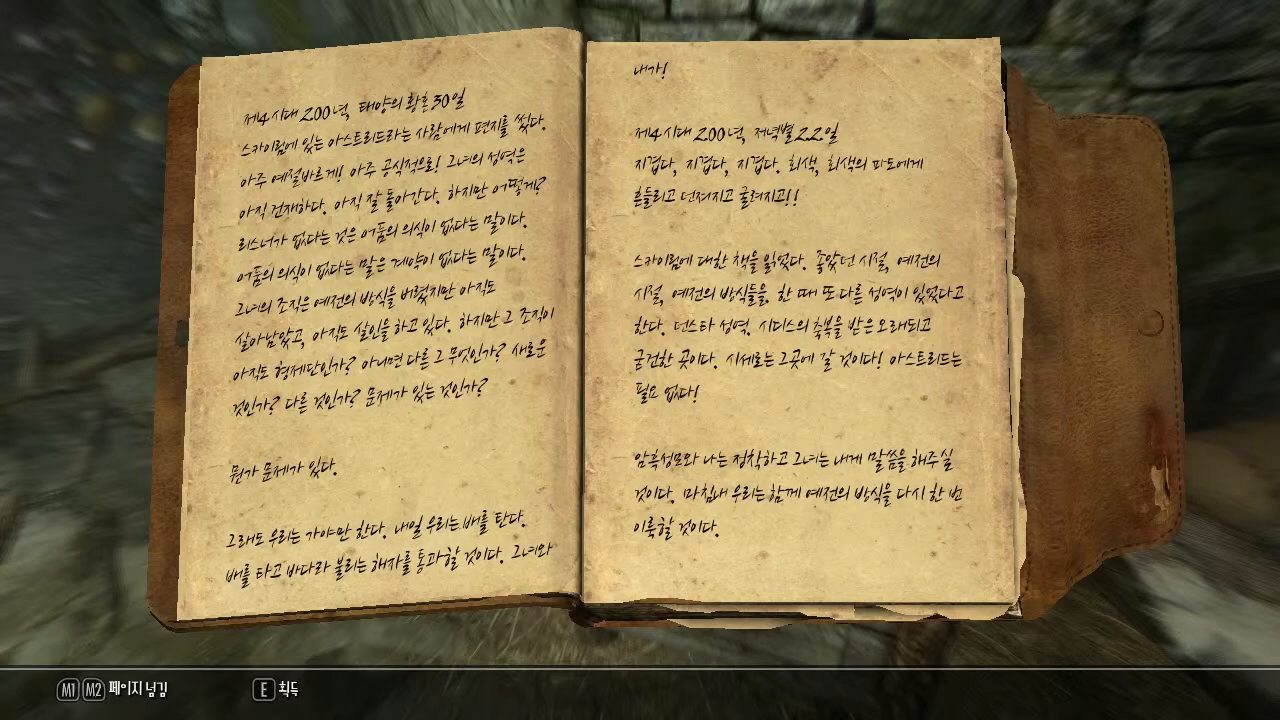 제4 시대 200년, 태양의 황혼 30일
스카이림에 있는 아스트리드라는 사람에게 편지를 썼다.
아주 예절바르게! 아주 공식적으로! 그녀의 성역은
아직 건재하다. 아직 잘 돌아간다. 하지만 어떻게?
리스너가 없다는 것은 어둠의 의식이 없다는 말이다.
어둠의 의식이 없다는 말은 계약이 없다는 말이다.
그녀의 조직은 예전의 방식을 버렸지만 아직도
살아남았고, 아직도 살인을 하고 있다. 하지만 그 조직이
아직도 형제단인가? 아니면 다른 그 무엇인가? 새로운
것인가? 다른 것인가? 문제가 있는 것인가?
뭔가 문제가 있다.
그래도 우리는 가야만 한다. 내일 우리는 배를 탄다.
배를 타고 바다라 불리는 해자를 통과할 것이다. 그녀와
내가!
제4 시대 200년, 저녁별 22일
지겹다, 지겹다, 지겹다. 회색, 회색의 파도에게
흔들리고 던져지고 굴려지고!!
스카이림에 대한 책을 읽었다. 좋았던 시절, 예전의
시절, 예전의 방식들을. 한 때 또 다른 성역이 있었다고
한다. 던스타 성역. 시디스의 축복을 받은 오래되고
굳건한 곳이다. 시세로는 그곳에 갈 것이다! 아스트리드는
필요 없다!
암흑성모와 나는 정착하고 그녀는 내게 말씀을 해주실
것이다. 마침내 우리는 함께 예전의 방식을 다시 한 번
이룩할 것이다.
M1 M2 페이지 넘김
E 획득